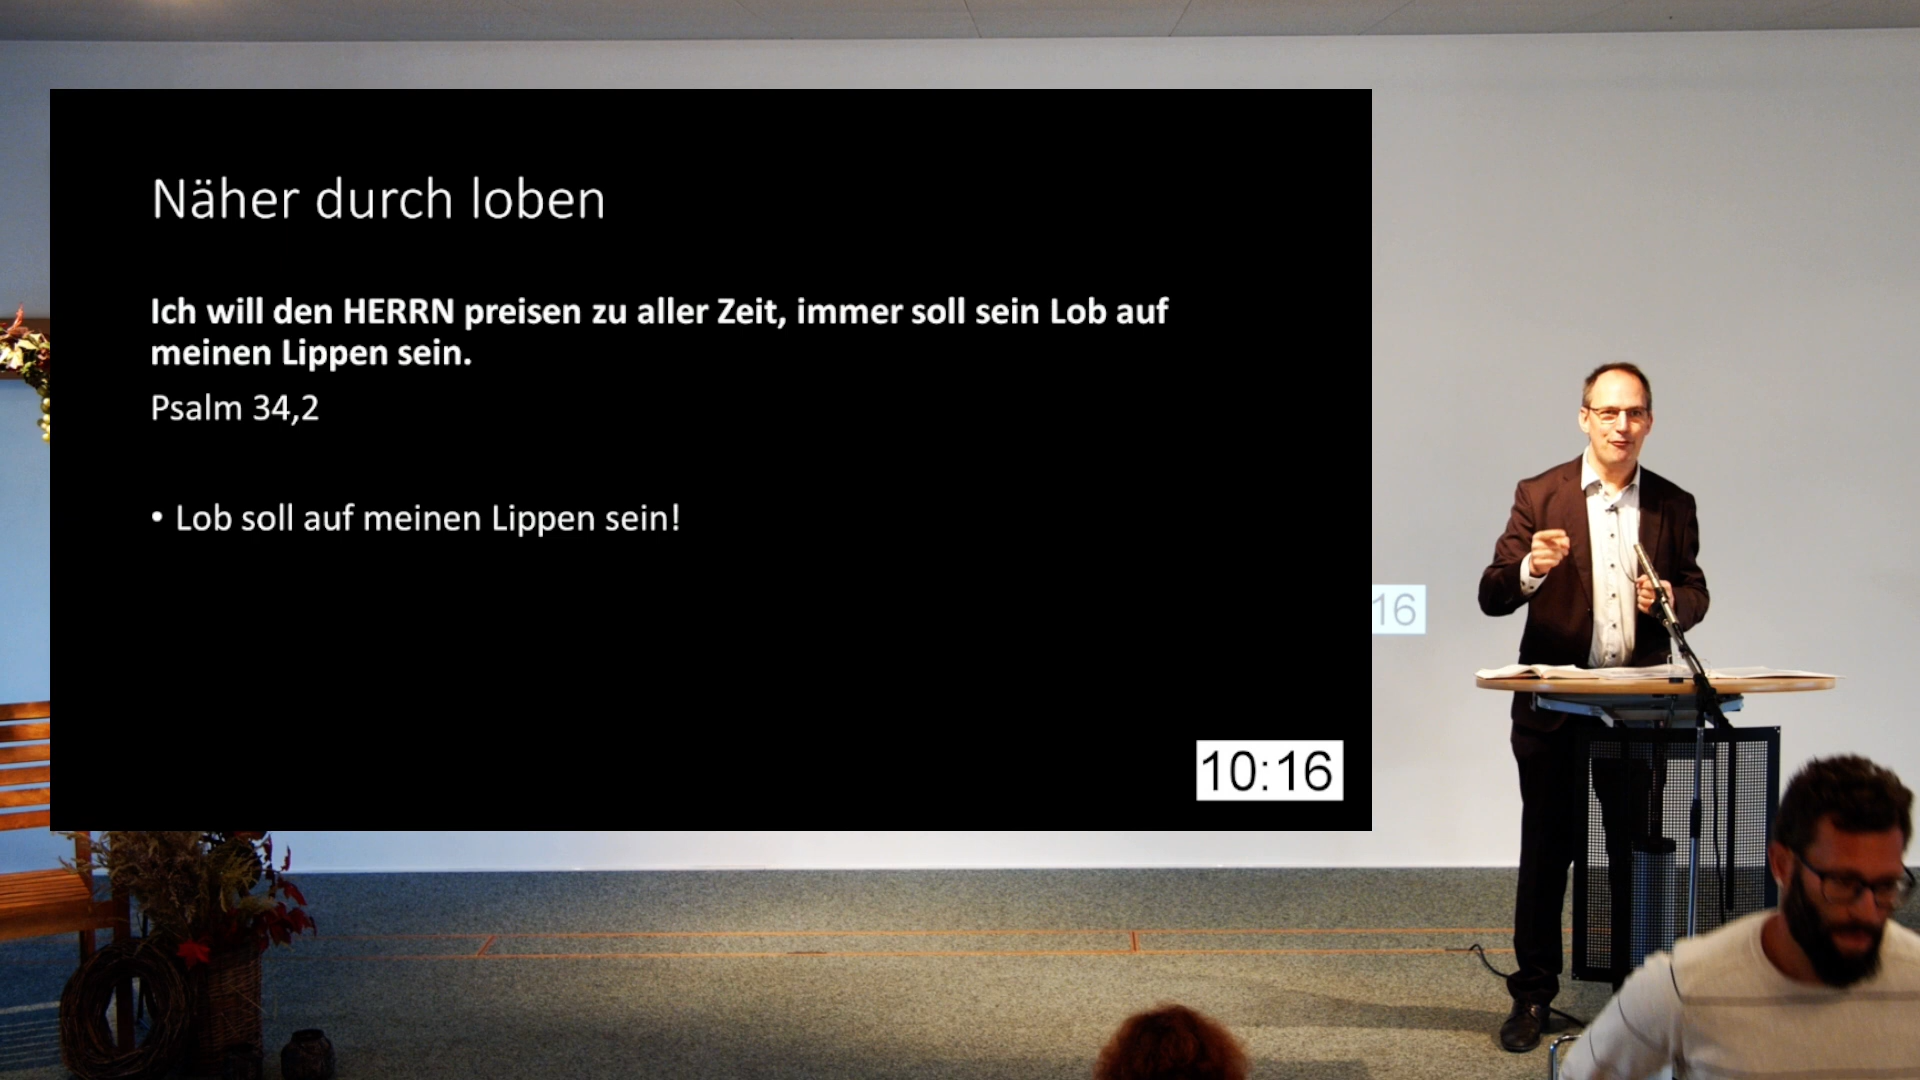 Näher durch loben
Ich will den HERRN preisen zu aller Zeit, immer soll sein Lob auf
meinen Lippen sein.
Psalm 34,2
• Lob soll auf meinen Lippen sein!
16
10:16